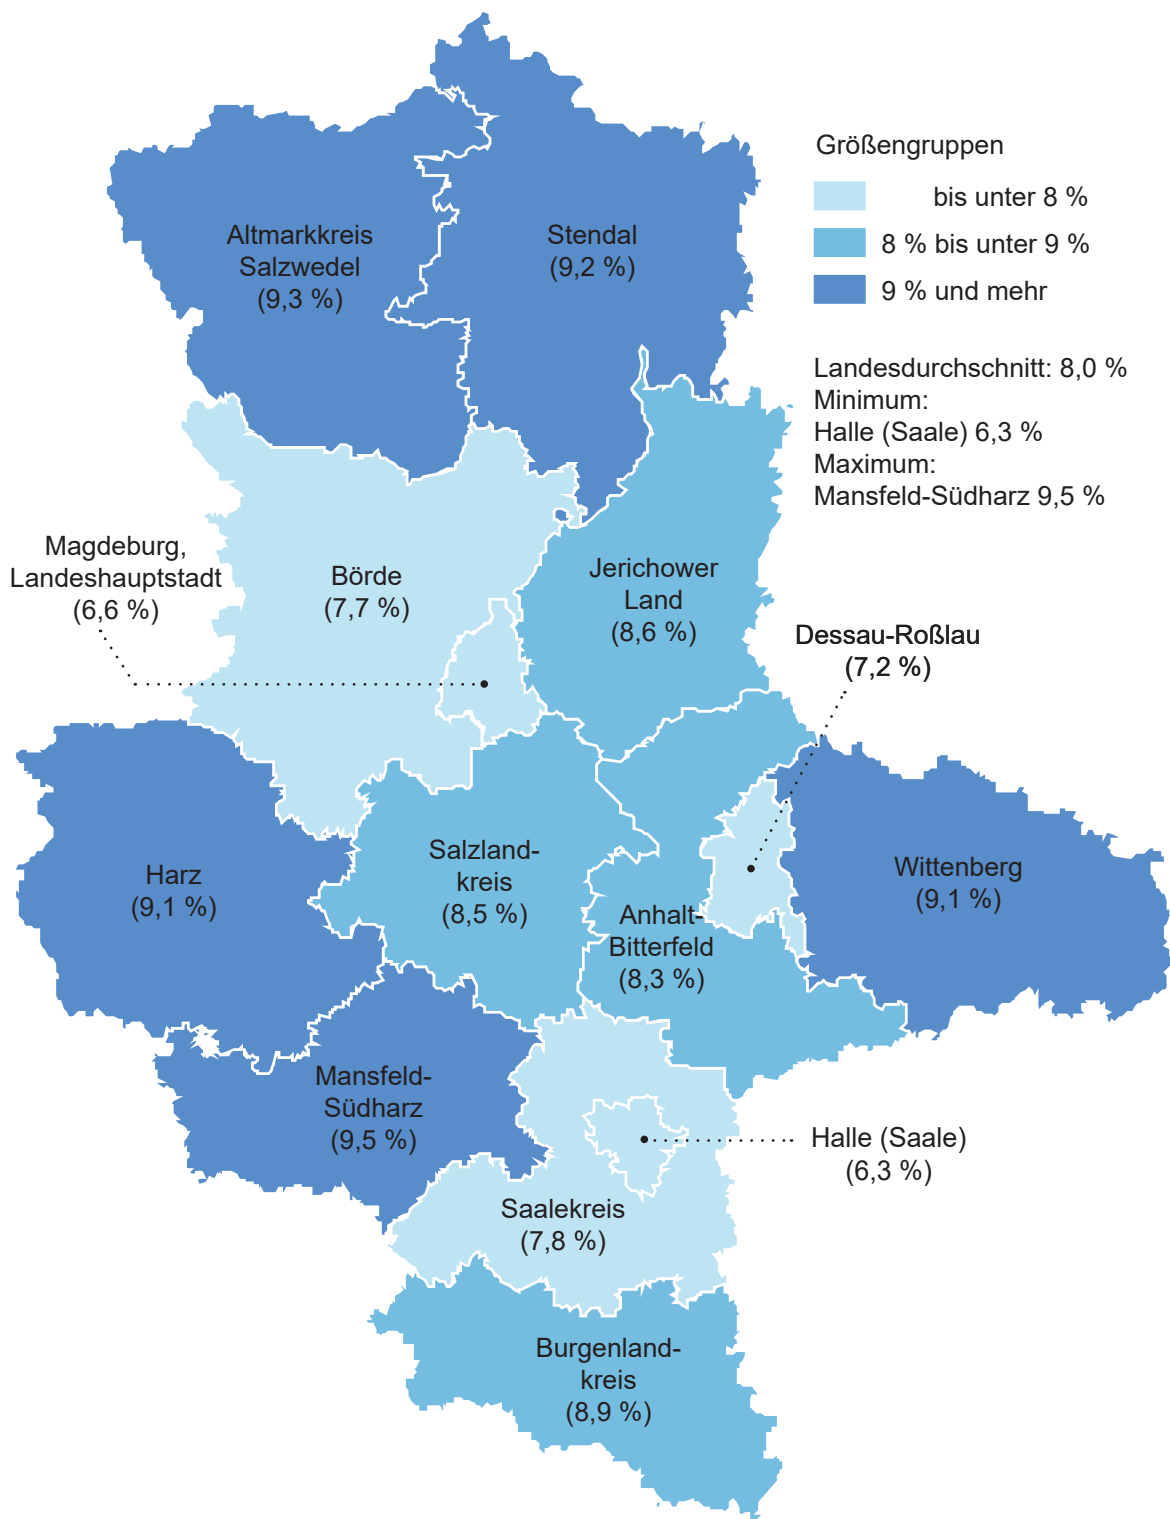 Größengruppen
bis unter 8 %
8 % bis unter 9 %
9 % und mehr
Landesdurchschnitt: 8,0 %
Minimum:
Halle (Saale) 6,3 %
Maximum:
Mansfeld-Südharz 9,5 %
Altmarkkreis
Salzwedel
(9,3 %)
Stendal
(9,2 %)
Magdeburg,
Landeshauptstadt
(6,6 %)
Börde
(7,7 %)
Jerichower
Land
(8,6 %)
Dessau-Roßlau
(7,2 %)
Harz
(9,1 %)
Salzland-
kreis
(8,5 %)
Anhalt-
Bitterfeld
(8,3 %)
Wittenberg
(9,1 %)
Mansfeld-
Südharz
(9,5 %)
Halle (Saale)
(6,3 %)
Saalekreis
(7,8 %)
Burgenland-
kreis
(8,9 %)